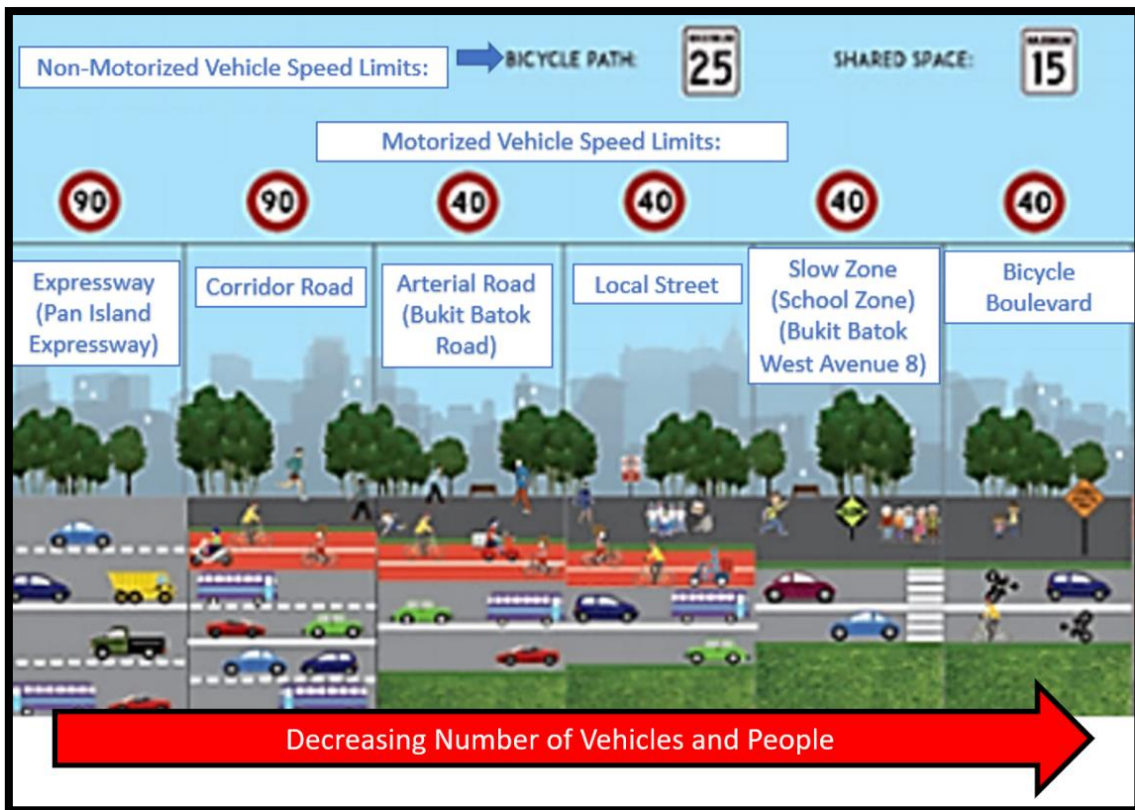 Non-Motorized Vehicle Speed Limits:
BICYCLE PATH:
MAXIMUM
25
SHARED SPACE:
MAXIMUM
15
Motorized Vehicle Speed Limits:
90
90
40
40
40
40
Expressway
(Pan Island
Expressway)
Corridor Road
Arterial Road
(Bukit Batok
Road)
Local Street
Slow Zone
(School Zone)
(Bukit Batok
West Avenue 8)
Bicycle
Boulevard
Decreasing Number of Vehicles and People